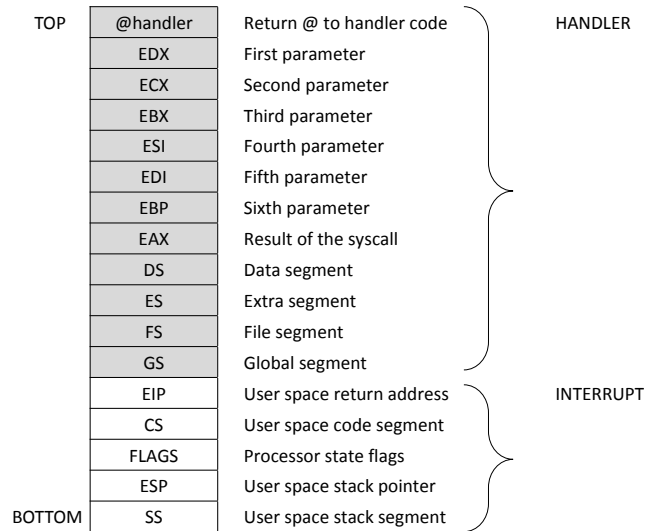 TOP @handler Return @ to handler code HANDLER
EDX First parameter
ECX Second parameter
EBX Third parameter
ESI Fourth parameter
EDI Fifth parameter
EBP Sixth parameter
EAX Result of the syscall
DS Data segment
ES Extra segment
FS File segment
GS Global segment
EIP User space return address INTERRUPT
CS User space code segment
FLAGS Processor state flags
ESP User space stack pointer
BOTTOM SS User space stack segment